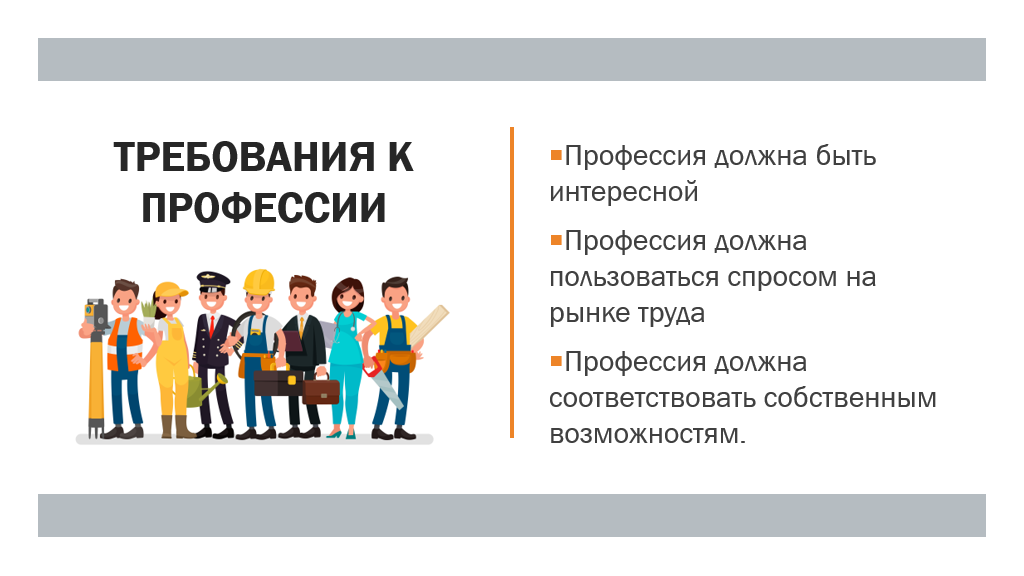 ТРЕБОВАНИЯ К
ПРОФЕССИИ
▪Профессия должна быть
интересной
▪Профессия должна
пользоваться спросом на
рынке труда
▪Профессия должна
соответствовать собственным
возможностям.